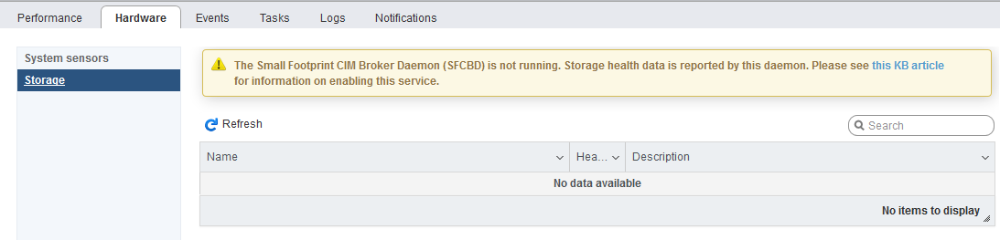 Performance Hardware Events Tasks Logs Notifications
System sensors
Storage
The Small Footprint CIM Broker Daemon (SFCBD) is not running. Storage health data is reported by this daemon. Please see this KB article
for information on enabling this service.
Refresh
Search
Name Hea... Description
No data available
No items to display